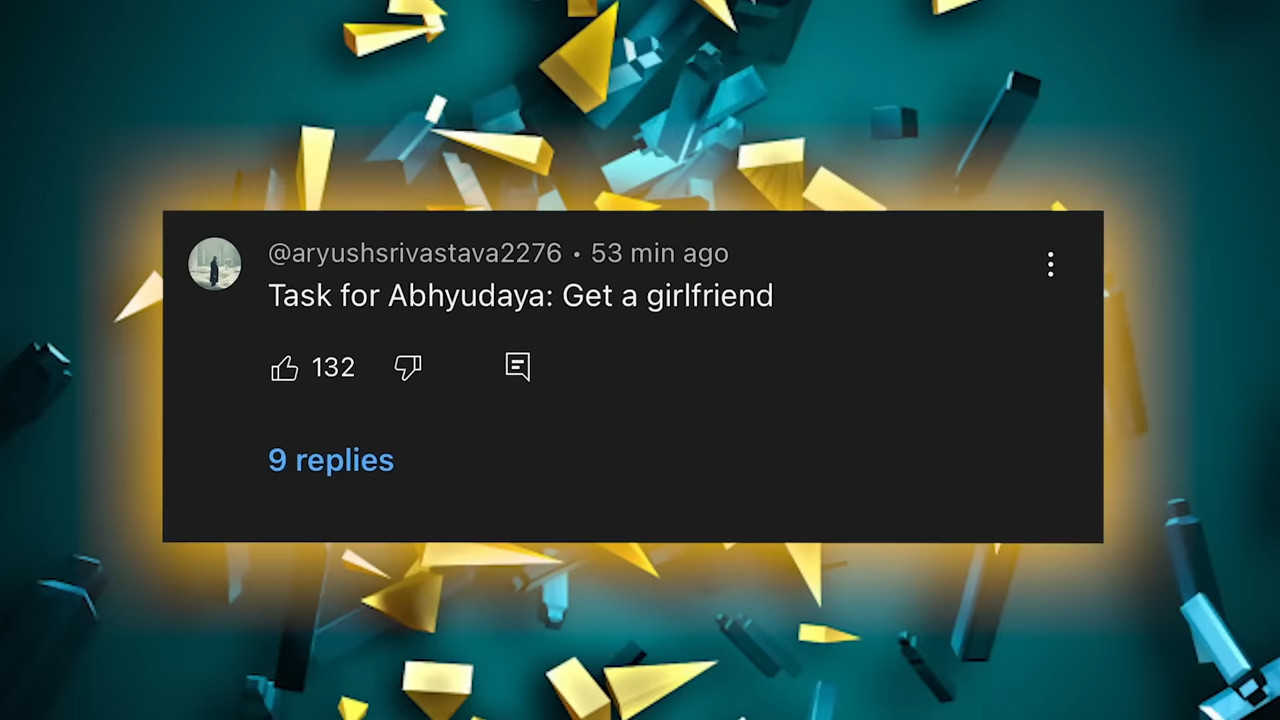 @aryushsrivastava2276 • 53 min ago
Task for Abhyudaya: Get a girlfriend
132
9 replies